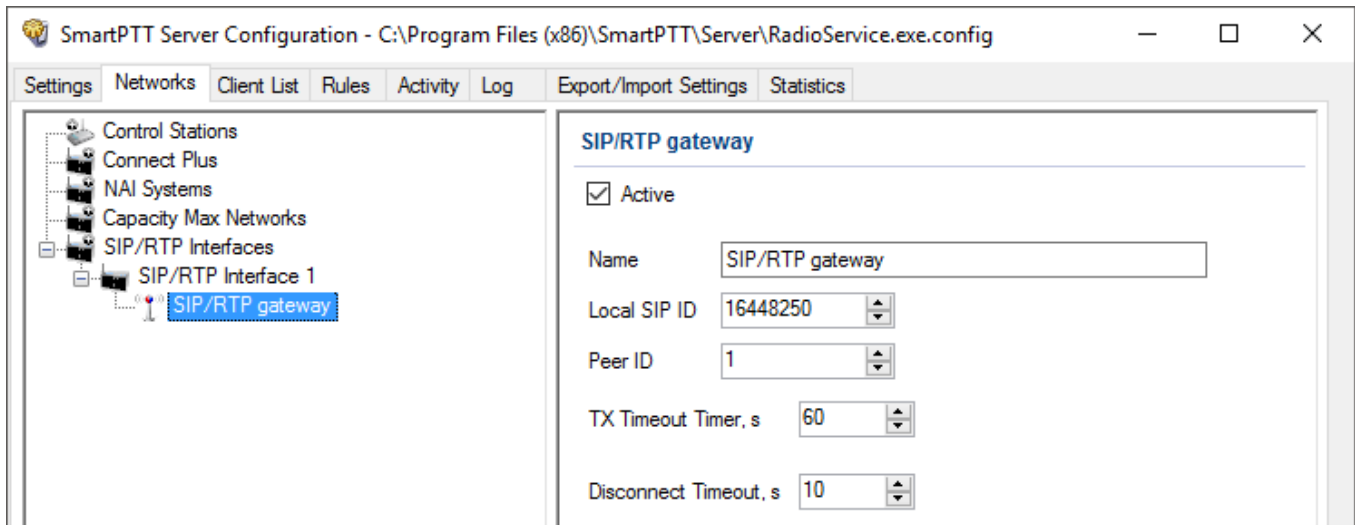 SmartPTT Server Configuration - C:\Program Files (x86)\SmartPTT\Server\RadioService.exe.config
Settings Networks Client List Rules Activity Log Export/Import Settings Statistics
Control Stations
Connect Plus
NAI Systems
Capacity Max Networks
SIP/RTP Interfaces
SIP/RTP Interface 1
SIP/RTP gateway
SIP/RTP gateway
Active
Name SIP/RTP gateway
Local SIP ID 16448250
Peer ID 1
TX Timeout Timer, s 60
Disconnect Timeout, s 10